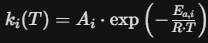 k_i(T) = A_i · exp(−E_{a,i}/(R·T))